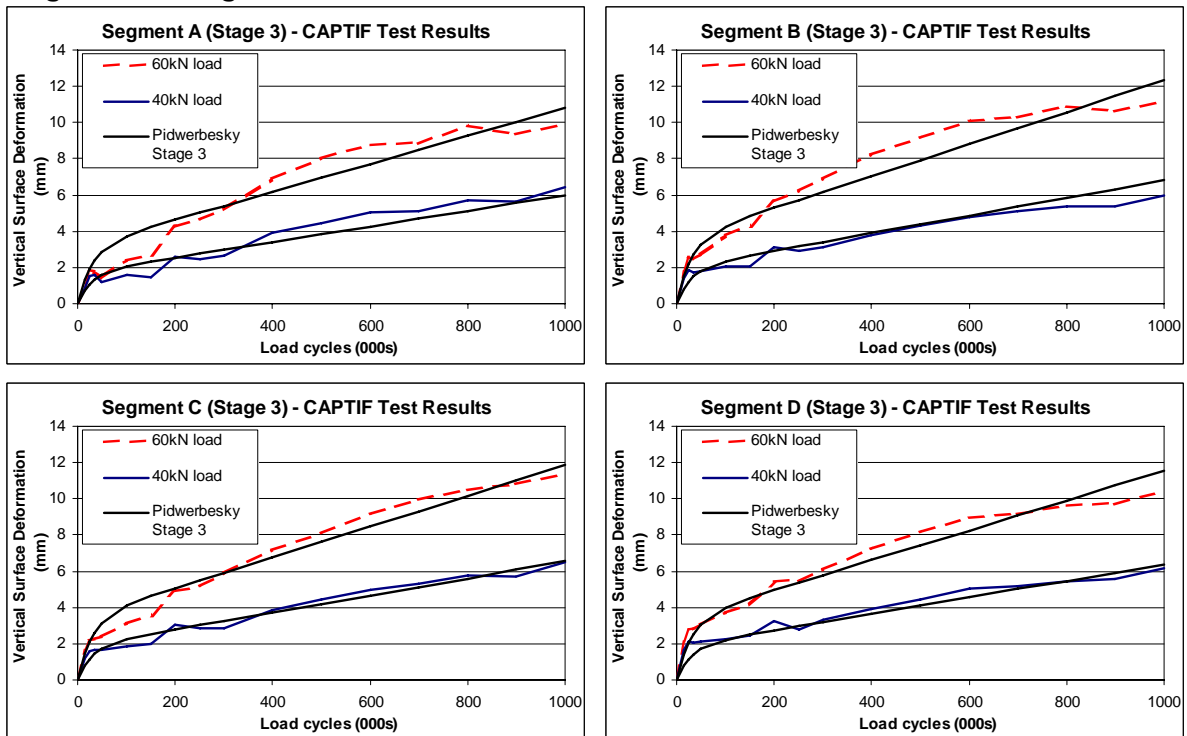 Segment A (Stage 3) - CAPTIF Test Results
14
12
10
8
6
4
2
0
Vertical Surface Deformation
(mm)
60kN load
40kN load
Pidwerbesky
Stage 3
0 200 400 600 800 1000
Load cycles (000s)
Segment B (Stage 3) - CAPTIF Test Results
14
12
10
8
6
4
2
0
Vertical Surface Deformation
(mm)
60kN load
40kN load
Pidwerbesky
Stage 3
0 200 400 600 800 1000
Load cycles (000s)
Segment C (Stage 3) - CAPTIF Test Results
14
12
10
8
6
4
2
0
Vertical Surface Deformation
(mm)
60kN load
40kN load
Pidwerbesky
Stage 3
0 200 400 600 800 1000
Load cycles (000s)
Segment D (Stage 3) - CAPTIF Test Results
14
12
10
8
6
4
2
0
Vertical Surface Deformation
(mm)
60kN load
40kN load
Pidwerbesky
Stage 3
0 200 400 600 800 1000
Load cycles (000s)